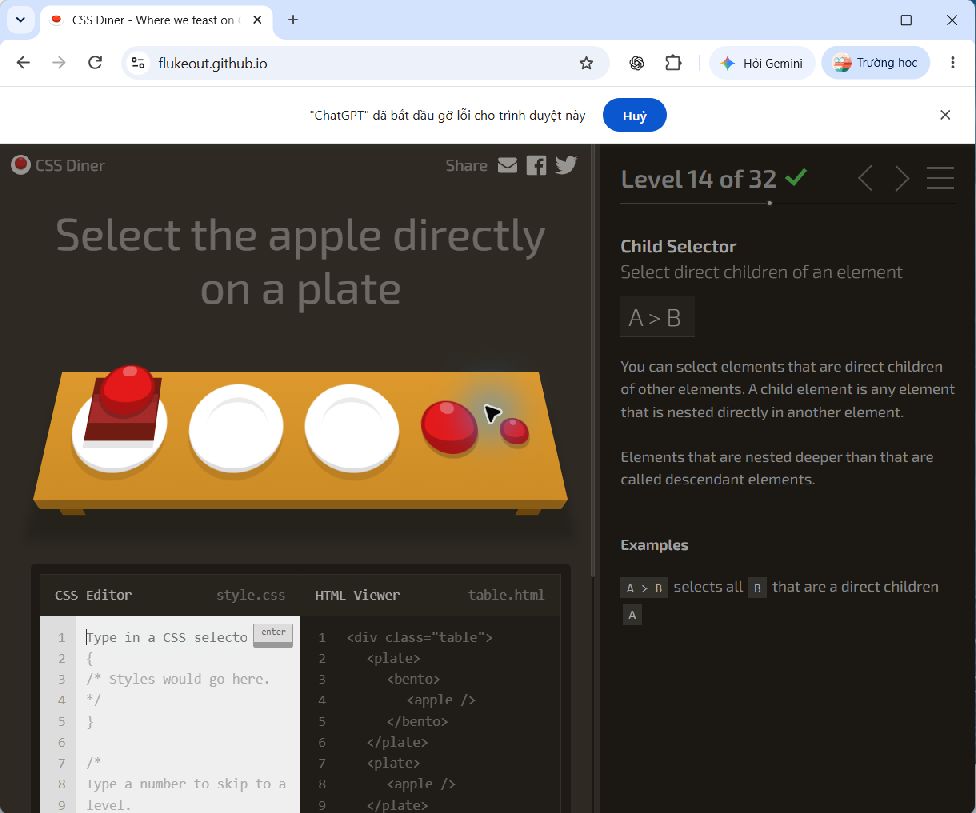 CSS Diner - Where we feast on
flukeout.github.io
Hỏi Gemini
Trường học
"ChatGPT" đã bắt đầu gỡ lỗi cho trình duyệt này
Huỷ
CSS Diner
Share
Select the apple directly
on a plate
CSS Editor
style.css
1 Type in a CSS selecto
enter
2 {
3 /* Styles would go here.
4 */
5 }
6
7 /*
8 Type a number to skip to a
9 level.
HTML Viewer
table.html
1 <div class="table">
2 <plate>
3 <bento>
4 <apple />
5 </bento>
6 </plate>
7 <plate>
8 <apple />
9 </plate>
Level 14 of 32
Child Selector
Select direct children of an element
A > B
You can select elements that are direct children
of other elements. A child element is any element
that is nested directly in another element.
Elements that are nested deeper than that are
called descendant elements.
Examples
A > B selects all B that are a direct children
A